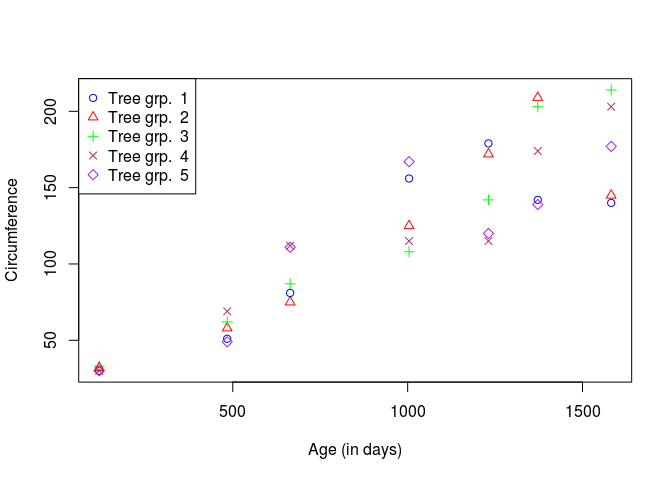 Tree grp. 1
Tree grp. 2
Tree grp. 3
Tree grp. 4
Tree grp. 5
Circumference
200
150
100
50
500 1000 1500
Age (in days)